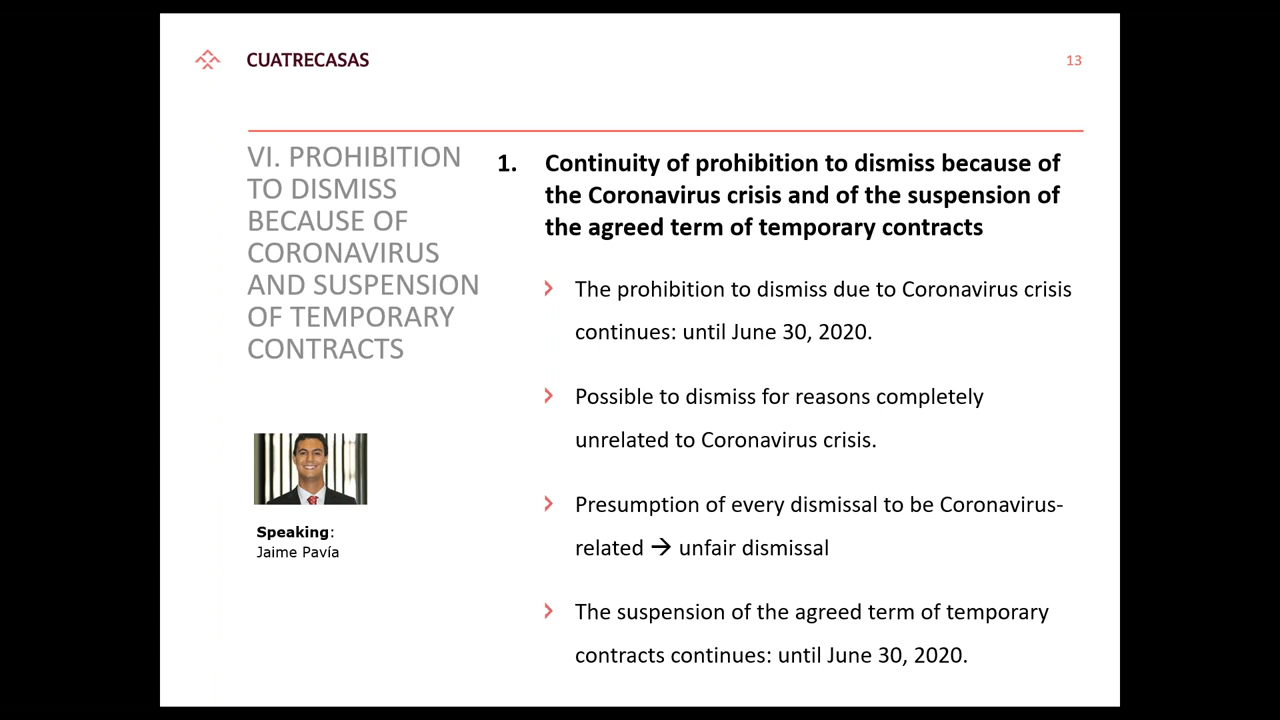 CUATRECASAS
13
VI. PROHIBITION
TO DISMISS
BECAUSE OF
CORONAVIRUS
AND SUSPENSION
OF TEMPORARY
CONTRACTS
1. Continuity of prohibition to dismiss because of
the Coronavirus crisis and of the suspension of
the agreed term of temporary contracts
The prohibition to dismiss due to Coronavirus crisis
continues: until June 30, 2020.
Possible to dismiss for reasons completely
unrelated to Coronavirus crisis.
Presumption of every dismissal to be Coronavirus-
related → unfair dismissal
The suspension of the agreed term of temporary
contracts continues: until June 30, 2020.
Speaking:
Jaime Pavía